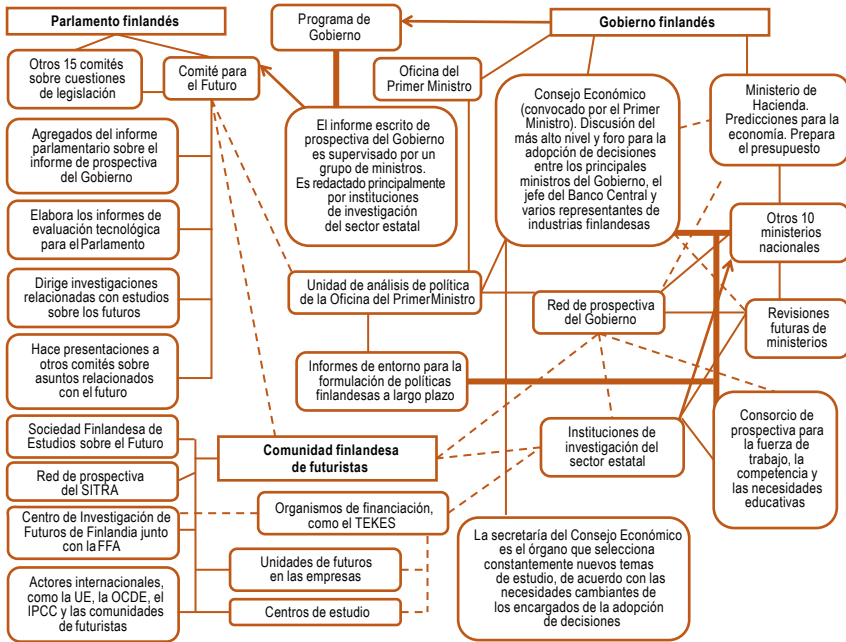 Parlamento finlandés
Programa de
Gobierno
Gobierno finlandés
Otros 15 comités
sobre cuestiones
de legislación
Comité para
el Futuro
Oficina del
Primer Ministro
Consejo Económico
(convocado por el Primer
Ministro). Discusión del
más alto nivel y foro para la
adopción de decisiones
entre los principales
ministros del Gobierno, el
jefe del Banco Central y
varios representantes de
industrias finlandesas
Ministerio de
Hacienda.
Predicciones para la
economía. Prepara
el presupuesto
El informe escrito de
prospectiva del Gobierno
es supervisado por un
grupo de ministros.
Es redactado principalmente
por instituciones
de investigación
del sector estatal
Agregados del informe
parlamentario sobre el
informe de prospectiva
del Gobierno
Elabora los informes de
evaluación tecnológica
para el Parlamento
Otros 10
ministerios
nacionales
Dirige investigaciones
relacionadas con estudios
sobre los futuros
Unidad de análisis de política
de la Oficina del Primer Ministro
Red de prospectiva
del Gobierno
Revisiones
futuras de
ministerios
Hace presentaciones a
otros comités sobre
asuntos relacionados
con el futuro
Informes de entorno para la
formulación de políticas
finlandesas a largo plazo
Sociedad Finlandesa de
Estudios sobre el Futuro
Comunidad finlandesa
de futuristas
Instituciones de
investigación del
sector estatal
Consorcio de
prospectiva para
la fuerza de
trabajo, la
competencia y
las necesidades
educativas
Red de prospectiva
del SITRA
Centro de Investigación de
Futuros de Finlandia junto
con la FFA
Organismos de financiación,
como el TEKES
Actores internacionales,
como la UE, la OCDE, el
IPCC y las comunidades
de futuristas
Unidades de futuros
en las empresas
Centros de estudio
La secretaría del Consejo Económico
es el órgano que selecciona
constantemente nuevos temas
de estudio, de acuerdo con las
necesidades cambiantes
de los encargados de la adopción
de decisiones